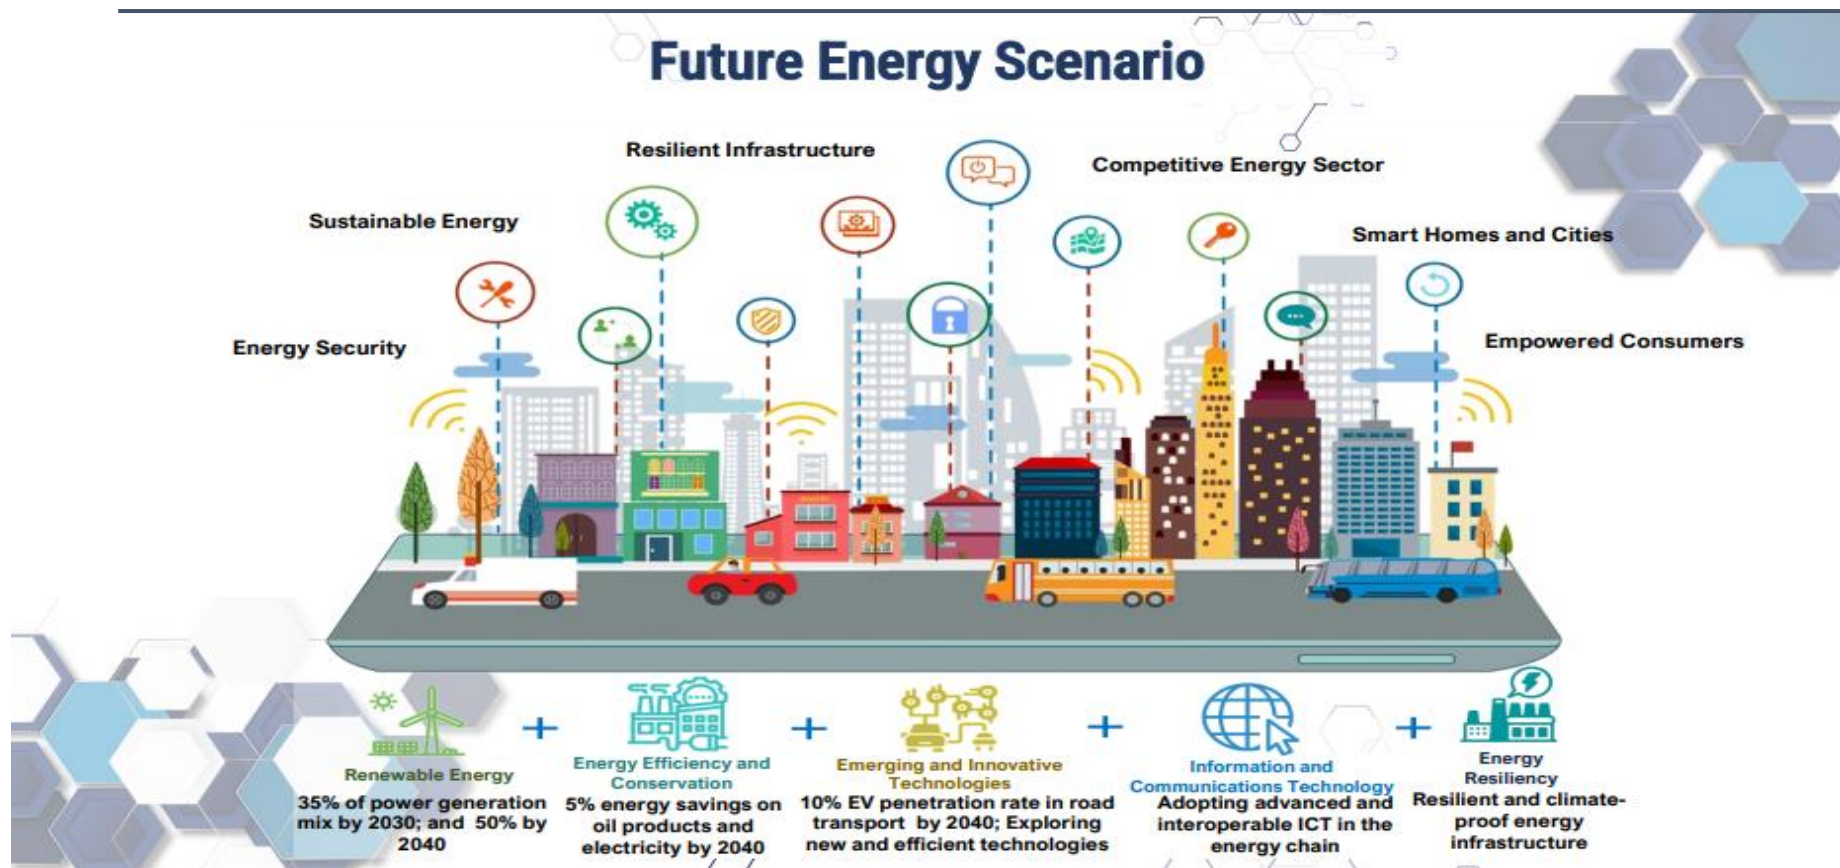 Future Energy Scenario
Resilient Infrastructure
Competitive Energy Sector
Sustainable Energy
Smart Homes and Cities
Energy Security
Empowered Consumers
Renewable Energy
35% of power generation
mix by 2030; and 50% by
2040
Energy Efficiency and
Conservation
5% energy savings on
oil products and
electricity by 2040
Emerging and Innovative
Technologies
10% EV penetration rate in road
transport by 2040; Exploring
new and efficient technologies
Information and
Communications Technology
Adopting advanced and
interoperable ICT in the
energy chain
Energy
Resiliency
Resilient and climate-
proof energy
infrastructure